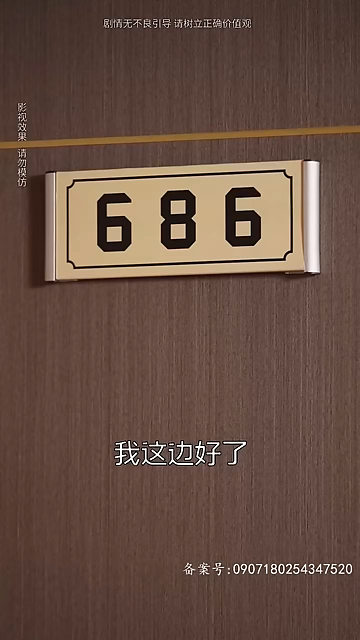 剧情无不良引导 请树立正确价值观
影视效果 请勿模仿
686
我这边好了
备案号:0907180254347520